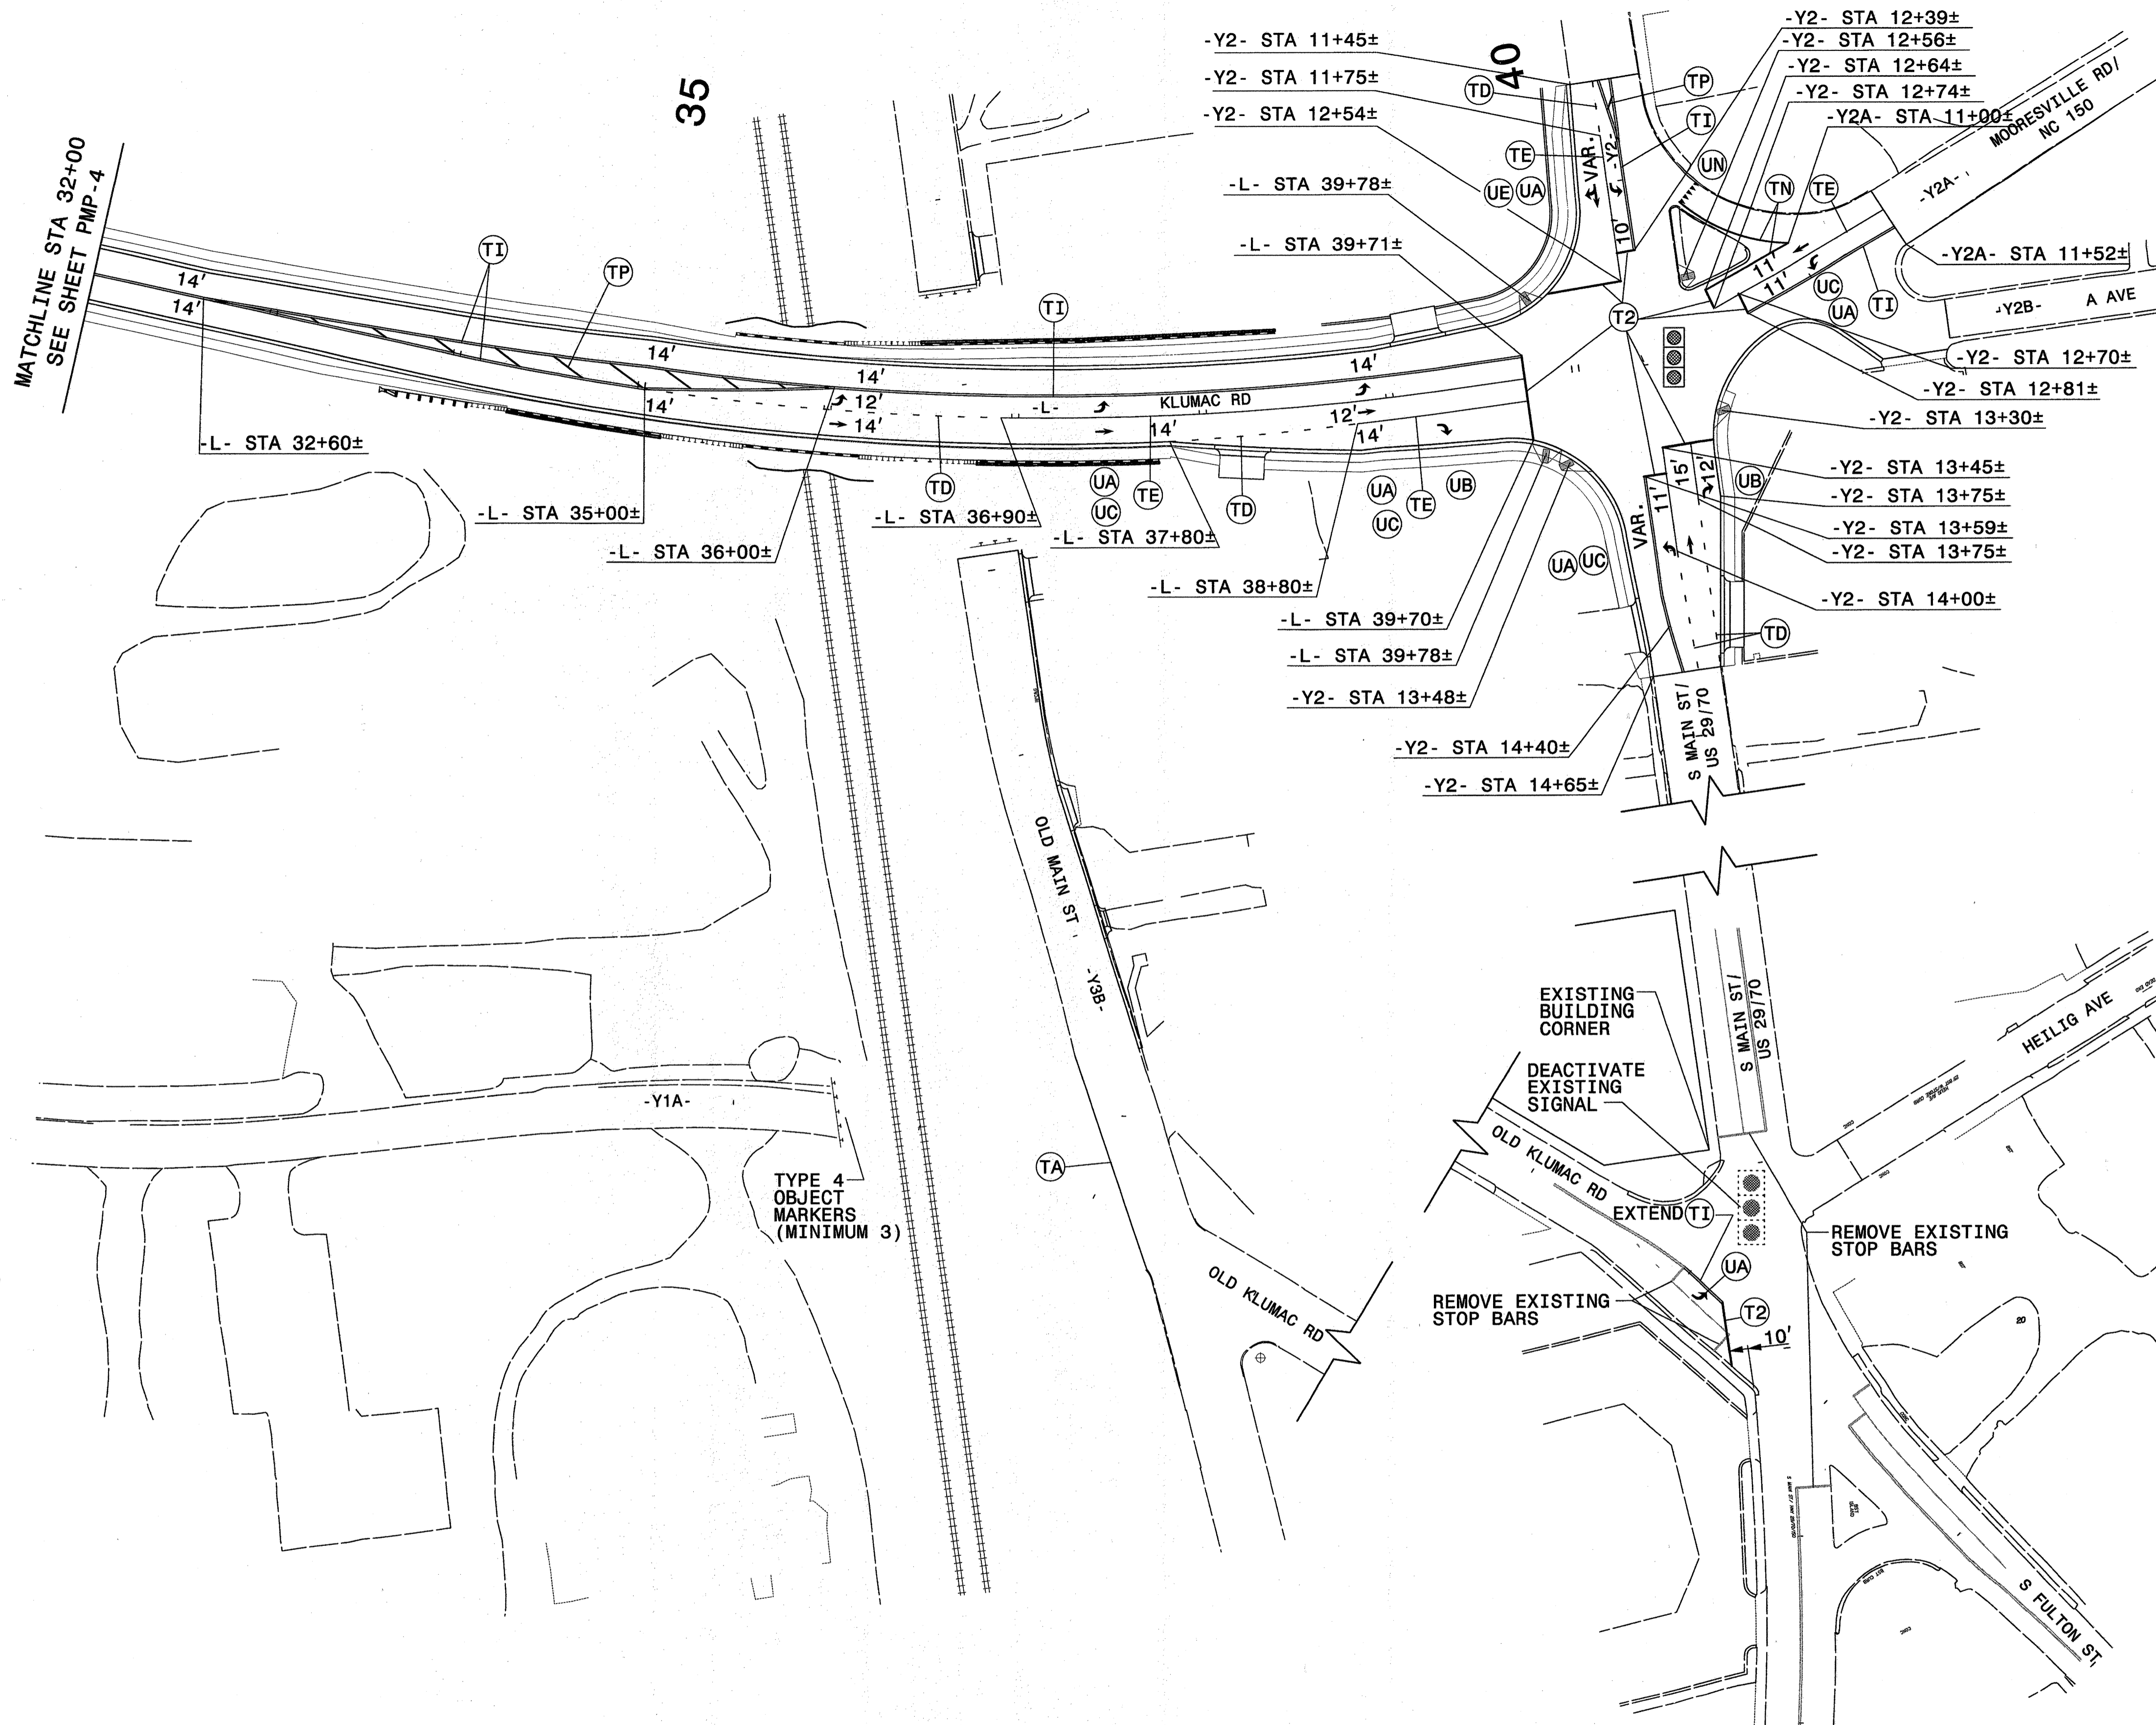 MATCHLINE STA 32+00
SEE SHEET PMP-4
35
40
-Y2- STA 11+45±
-Y2- STA 11+75±
-Y2- STA 12+54±
-L- STA 39+78±
-L- STA 39+71±
-Y2- STA 12+39±
-Y2- STA 12+56±
-Y2- STA 12+64±
-Y2- STA 12+74±
-Y2A- STA 11+00±
MOORESVILLE RD/
NC 150
-Y2A-
-Y2A- STA 11+52±
-Y2B-
A AVE
-Y2- STA 12+70±
-Y2- STA 12+81±
-Y2- STA 13+30±
-Y2- STA 13+45±
-Y2- STA 13+75±
-Y2- STA 13+59±
-Y2- STA 13+75±
-Y2- STA 14+00±
TD
TP
TI
TE
VAR.
-Y2-
UE
UA
10'
UN
TN
TE
11'
11'
UC
UA
TI
T2
TI
TP
TI
14'
14'
14'
14'
14'
14'
12'
14'
-L-
KLUMAC RD
14'
12'
14'
-L- STA 32+60±
-L- STA 35+00±
-L- STA 36+00±
TD
-L- STA 36+90±
UA
UC
TE
-L- STA 37+80±
TD
-L- STA 38+80±
UA
UC
TE
UB
-L- STA 39+70±
-L- STA 39+78±
-Y2- STA 13+48±
UA
UC
VAR.
11'
15'
12'
UB
TD
-Y2- STA 14+40±
-Y2- STA 14+65±
S MAIN ST/
US 29/70
OLD MAIN ST
-Y3B-
TA
OLD KLUMAC RD
-Y1A-
TYPE 4
OBJECT
MARKERS
(MINIMUM 3)
EXISTING
BUILDING
CORNER
DEACTIVATE
EXISTING
SIGNAL
S MAIN ST/
US 29/70
HEILIG AVE
OLD KLUMAC RD
EXTEND
TI
UA
T2
10'
REMOVE EXISTING
STOP BARS
REMOVE EXISTING
STOP BARS
20
S FULTON ST